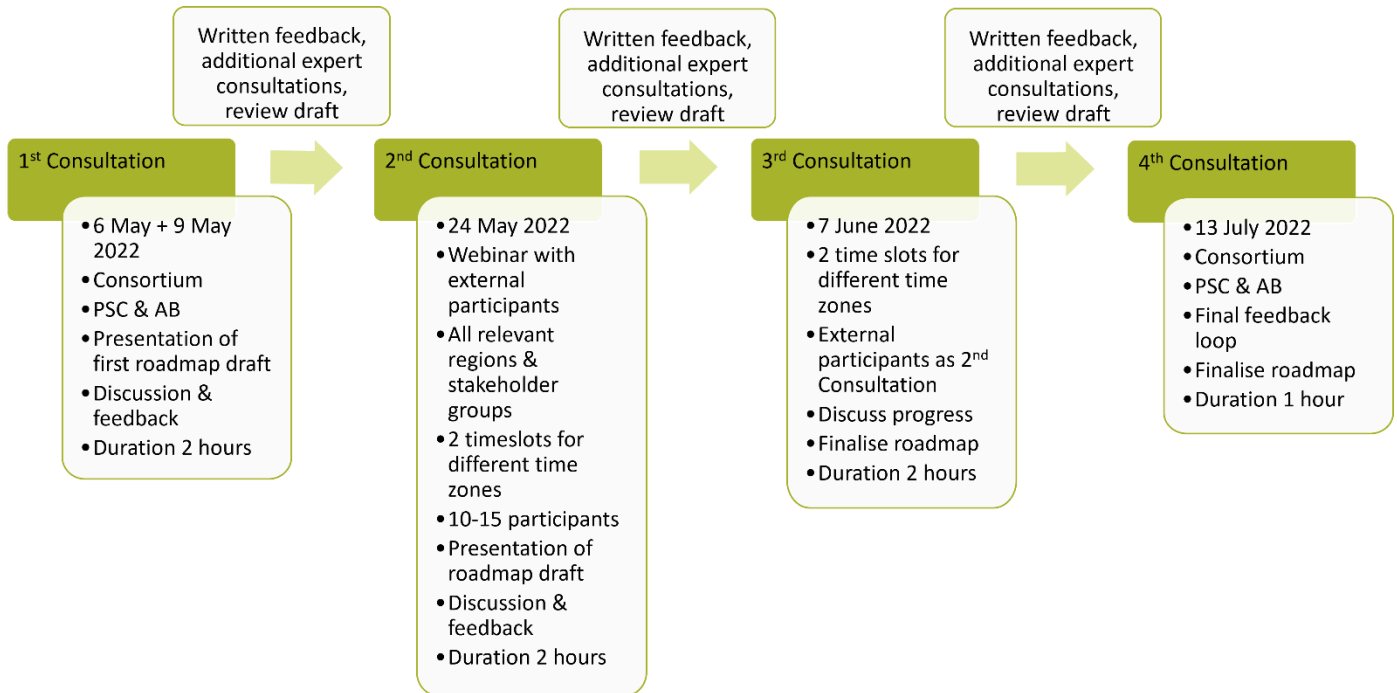 Written feedback,
additional expert
consultations,
review draft
Written feedback,
additional expert
consultations,
review draft
Written feedback,
additional expert
consultations,
review draft
1st Consultation
• 6 May + 9 May
2022
• Consortium
• PSC & AB
• Presentation of
first roadmap draft
• Discussion &
feedback
• Duration 2 hours
2nd Consultation
• 24 May 2022
• Webinar with
external
participants
• All relevant
regions &
stakeholder
groups
• 2 timeslots for
different time
zones
• 10-15 participants
• Presentation of
roadmap draft
• Discussion &
feedback
• Duration 2 hours
3rd Consultation
• 7 June 2022
• 2 time slots for
different time
zones
• External
participants as 2nd
Consultation
• Discuss progress
• Finalise roadmap
• Duration 2 hours
4th Consultation
• 13 July 2022
• Consortium
• PSC & AB
• Final feedback
loop
• Finalise roadmap
• Duration 1 hour